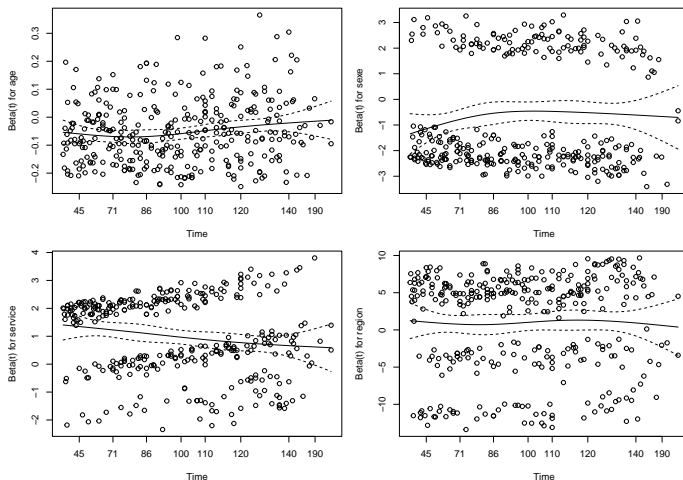 Beta(t) for age
−0.2 −0.1 0.0 0.1 0.2 0.3
45 71 86 100 110 120 140 190
Time
Beta(t) for sexe
−3 −2 −1 0 1 2 3
45 71 86 100 110 120 140 190
Time
Beta(t) for service
−2 −1 0 1 2 3 4
45 71 86 100 110 120 140 190
Time
Beta(t) for region
−10 −5 0 5 10
45 71 86 100 110 120 140 190
Time